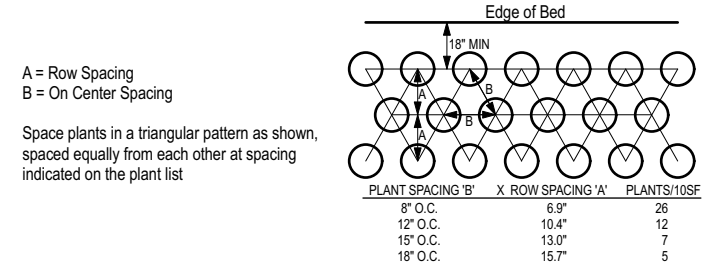 Edge of Bed
18" MIN
A = Row Spacing
B = On Center Spacing
Space plants in a triangular pattern as shown,
spaced equally from each other at spacing
indicated on the plant list
A
B
B
A
PLANT SPACING 'B' X ROW SPACING 'A' PLANTS/10SF
8" O.C. 6.9" 26
12" O.C. 10.4" 12
15" O.C. 13.0" 7
18" O.C. 15.7" 5